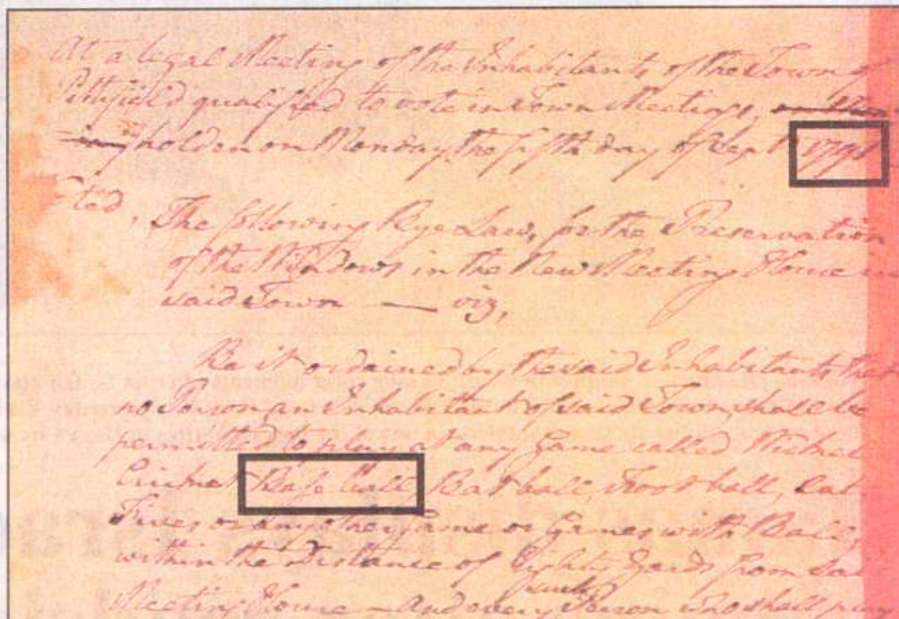 At a legal Meeting of the Inhabitants of the Town of
Pittsfield qualified to vote in Town Meetings,
holden on Monday the fifth day of Sept 1791
The following Bye Law, for the Preservation
of the Windows in the New Meeting House in
said Town — viz,
Be it ordained by the said Inhabitants that
no Person an Inhabitant of said Town, shall be
permitted to play at any Game called Wicket
Cricket Base ball Bat ball, Foot ball, Cat
Fives or any other Game or Games with Ball,
within the Distance of Eighty Yards from said
Meeting House — And every such Person who shall play